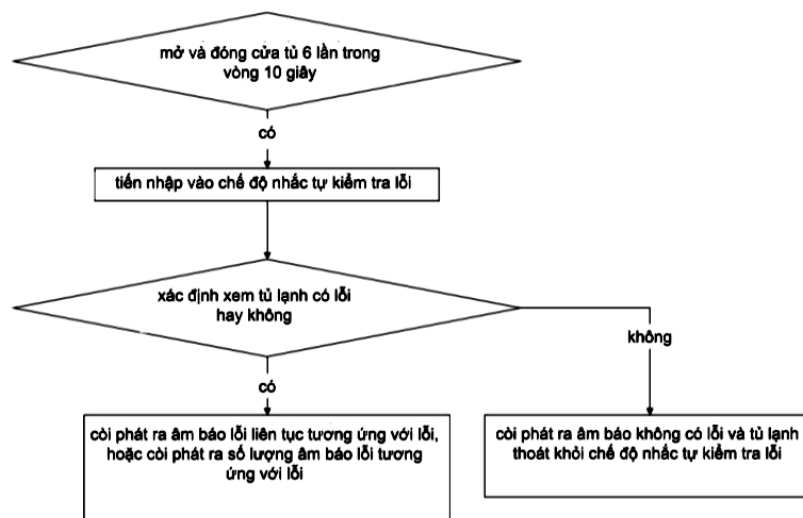 mở và đóng cửa tủ 6 lần trong
vòng 10 giây
có
tiến nhập vào chế độ nhắc tự kiểm tra lỗi
xác định xem tủ lạnh có lỗi
hay không
không
có
còi phát ra âm báo lỗi liên tục tương ứng với lỗi,
hoặc còi phát ra số lượng âm báo lỗi tương
ứng với lỗi
còi phát ra âm báo không có lỗi và tủ lạnh
thoát khỏi chế độ nhắc tự kiểm tra lỗi